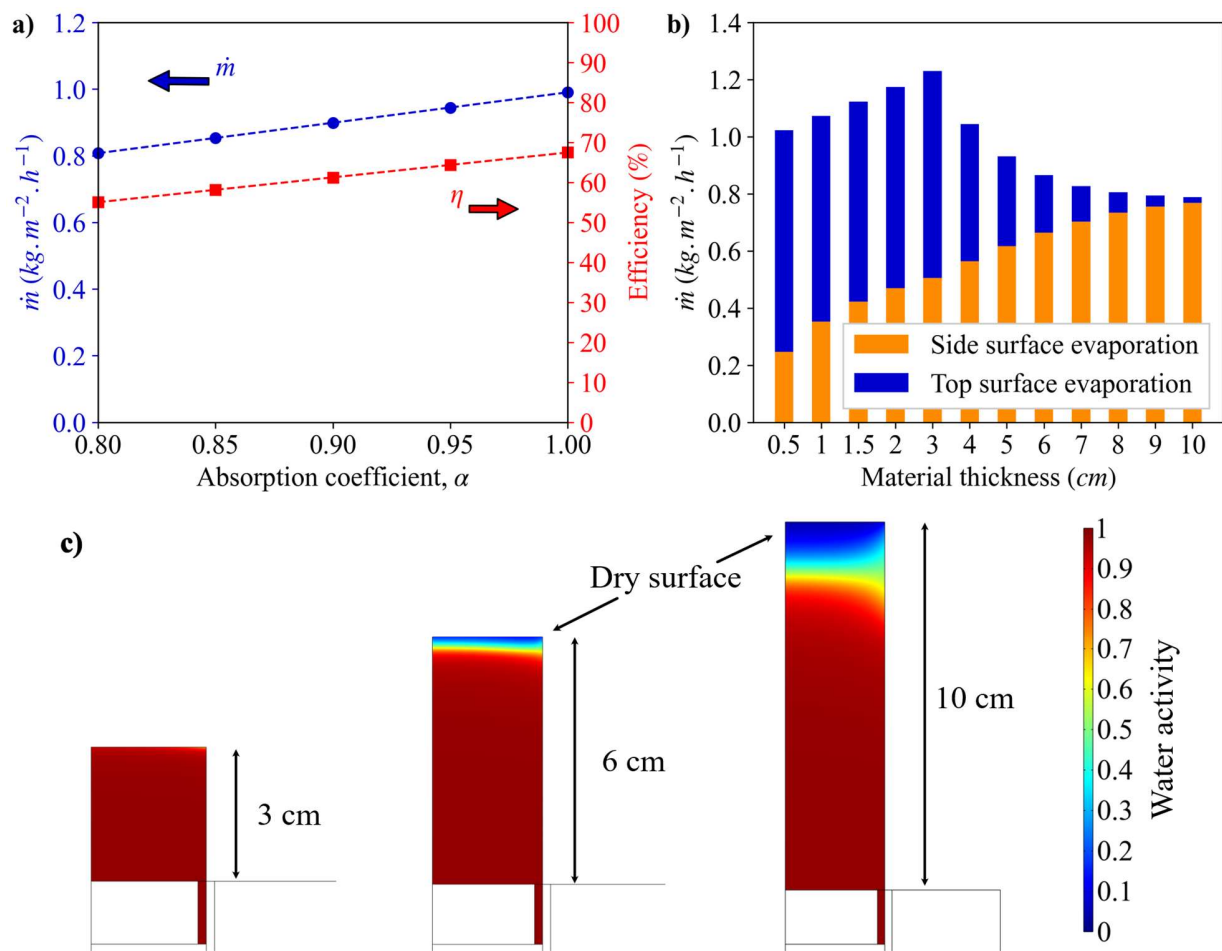 a)
1.2
1.0
0.8
0.6
0.4
0.2
0.0
ṁ (kg.m⁻².h⁻¹)
ṁ
η
100
90
80
70
60
50
40
30
20
10
0
Efficiency (%)
0.80 0.85 0.90 0.95 1.00
Absorption coefficient, α
b)
1.4
1.2
1.0
0.8
0.6
0.4
0.2
0.0
ṁ (kg.m⁻².h⁻¹)
Side surface evaporation
Top surface evaporation
0.5 1 1.5 2 3 4 5 6 7 8 9 10
Material thickness (cm)
c)
Dry surface
3 cm
6 cm
10 cm
1
0.9
0.8
0.7
0.6
0.5
0.4
0.3
0.2
0.1
0
Water activity